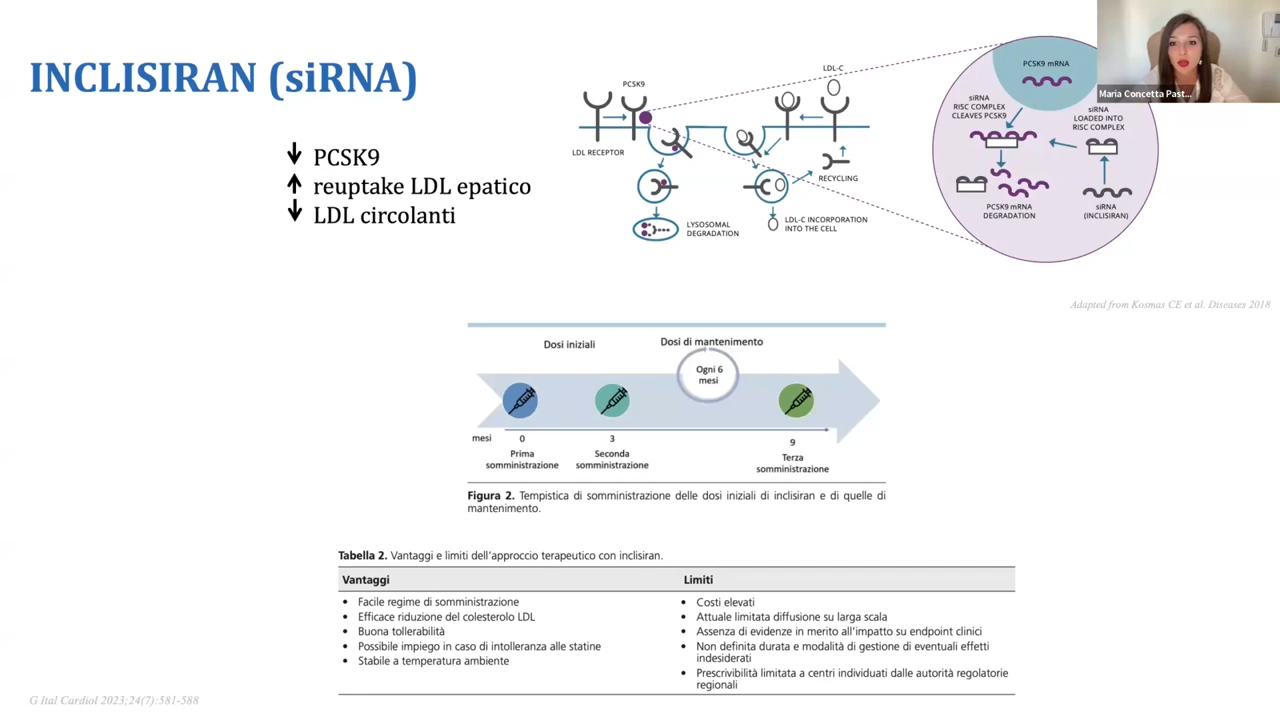 INCLISIRAN (siRNA)
PCSK9
reuptake LDL epatico
LDL circolanti
PCSK9
LDL-C
LDL RECEPTOR
RECYCLING
LYSOSOMAL
DEGRADATION
LDL-C INCORPORATION
INTO THE CELL
PCSK9 mRNA
siRNA
RISC COMPLEX
CLEAVES PCSK9
siRNA
LOADED INTO
RISC COMPLEX
PCSK9 mRNA
DEGRADATION
siRNA
(INCLISIRAN)
Maria Concetta Past...
Adapted from Kosmas CE et al. Diseases 2018
Dosi iniziali
Dosi di mantenimento
Ogni 6
mesi
mesi
0
3
9
Prima
somministrazione
Seconda
somministrazione
Terza
somministrazione
Figura 2. Tempistica di somministrazione delle dosi iniziali di inclisiran e di quelle di
mantenimento.
Tabella 2. Vantaggi e limiti dell'approccio terapeutico con inclisiran.
Vantaggi
• Facile regime di somministrazione
• Efficace riduzione del colesterolo LDL
• Buona tollerabilità
• Possibile impiego in caso di intolleranza alle statine
• Stabile a temperatura ambiente
Limiti
• Costi elevati
• Attuale limitata diffusione su larga scala
• Assenza di evidenze in merito all'impatto su endpoint clinici
• Non definita durata e modalità di gestione di eventuali effetti
indesiderati
• Prescrivibilità limitata a centri individuati dalle autorità regolatorie
regionali
G Ital Cardiol 2023;24(7):581-588